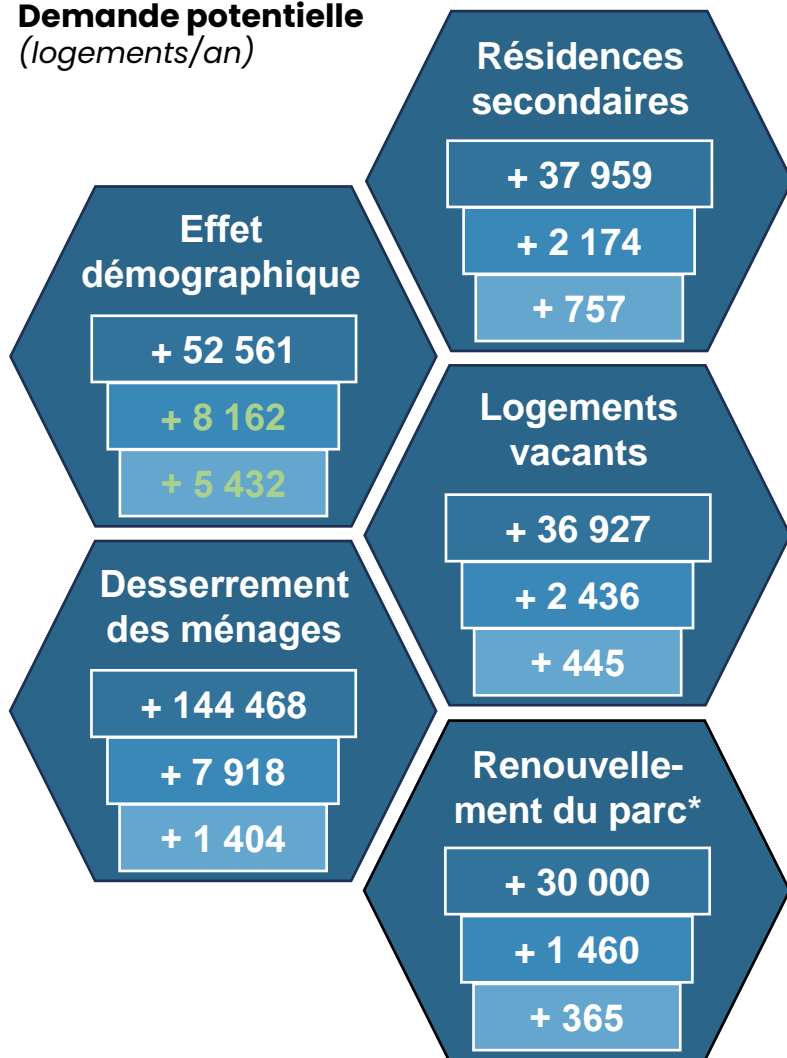 Demande potentielle
(logements/an)
Résidences
secondaires
+ 37 959
+ 2 174
+ 757
Effet
démographique
+ 52 561
+ 8 162
+ 5 432
Logements
vacants
+ 36 927
+ 2 436
+ 445
Desserrement
des ménages
+ 144 468
+ 7 918
+ 1 404
Renouvelle-
ment du parc*
+ 30 000
+ 1 460
+ 365